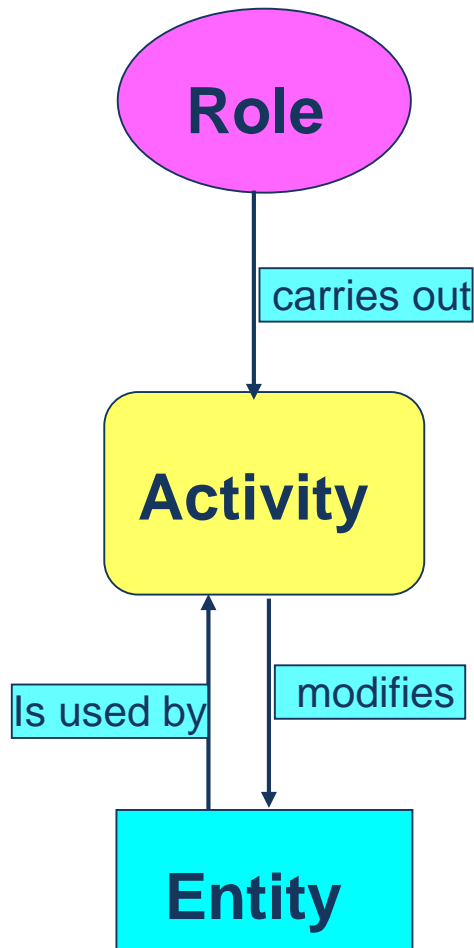 Role
carries out
Activity
Is used by
modifies
Entity